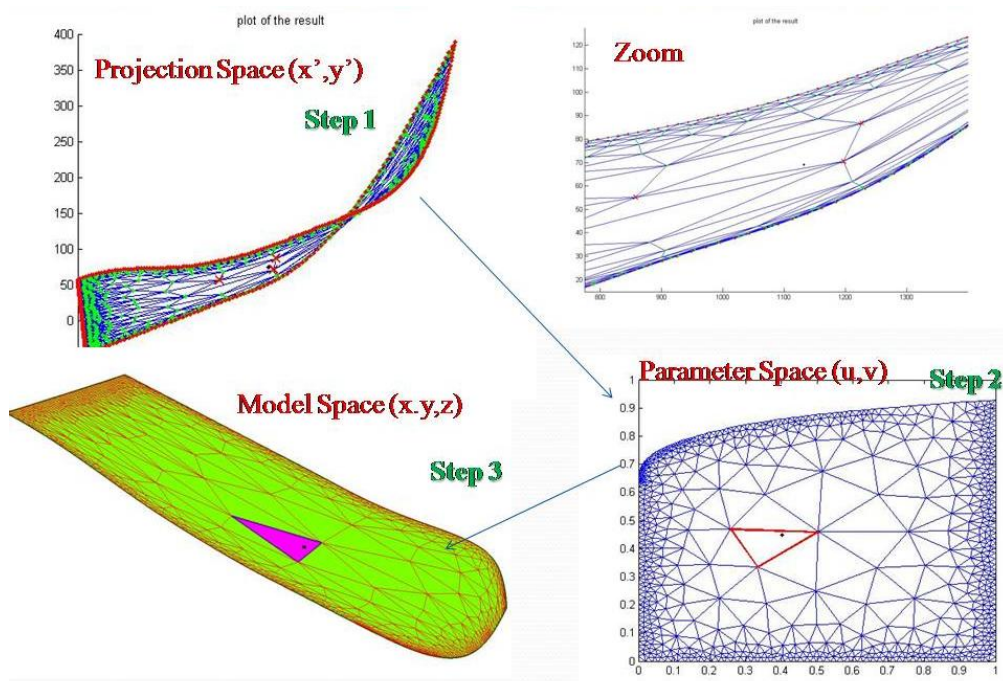 plot of the result
400
350
300
250
200
150
100
50
0
Projection Space (x’,y’)
Step 1
plot of the result
Zoom
120
110
100
90
80
70
60
50
40
30
20
800 900 1000 1100 1200 1300
Model Space (x.y,z)
Step 3
Parameter Space (u,v)
Step 2
1
0.9
0.8
0.7
0.6
0.5
0.4
0.3
0.2
0.1
0
0 0.1 0.2 0.3 0.4 0.5 0.6 0.7 0.8 0.9 1